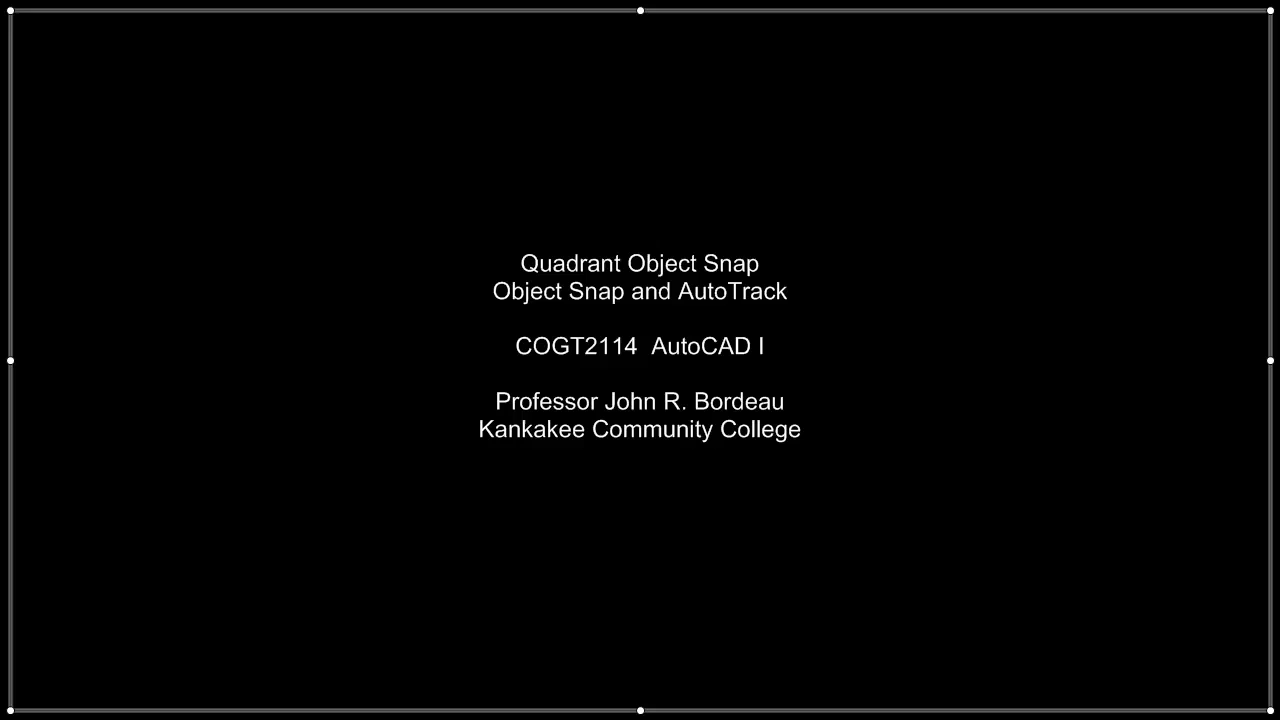 Quadrant Object Snap
Object Snap and AutoTrack
COGT2114  AutoCAD I
Professor John R. Bordeau
Kankakee Community College